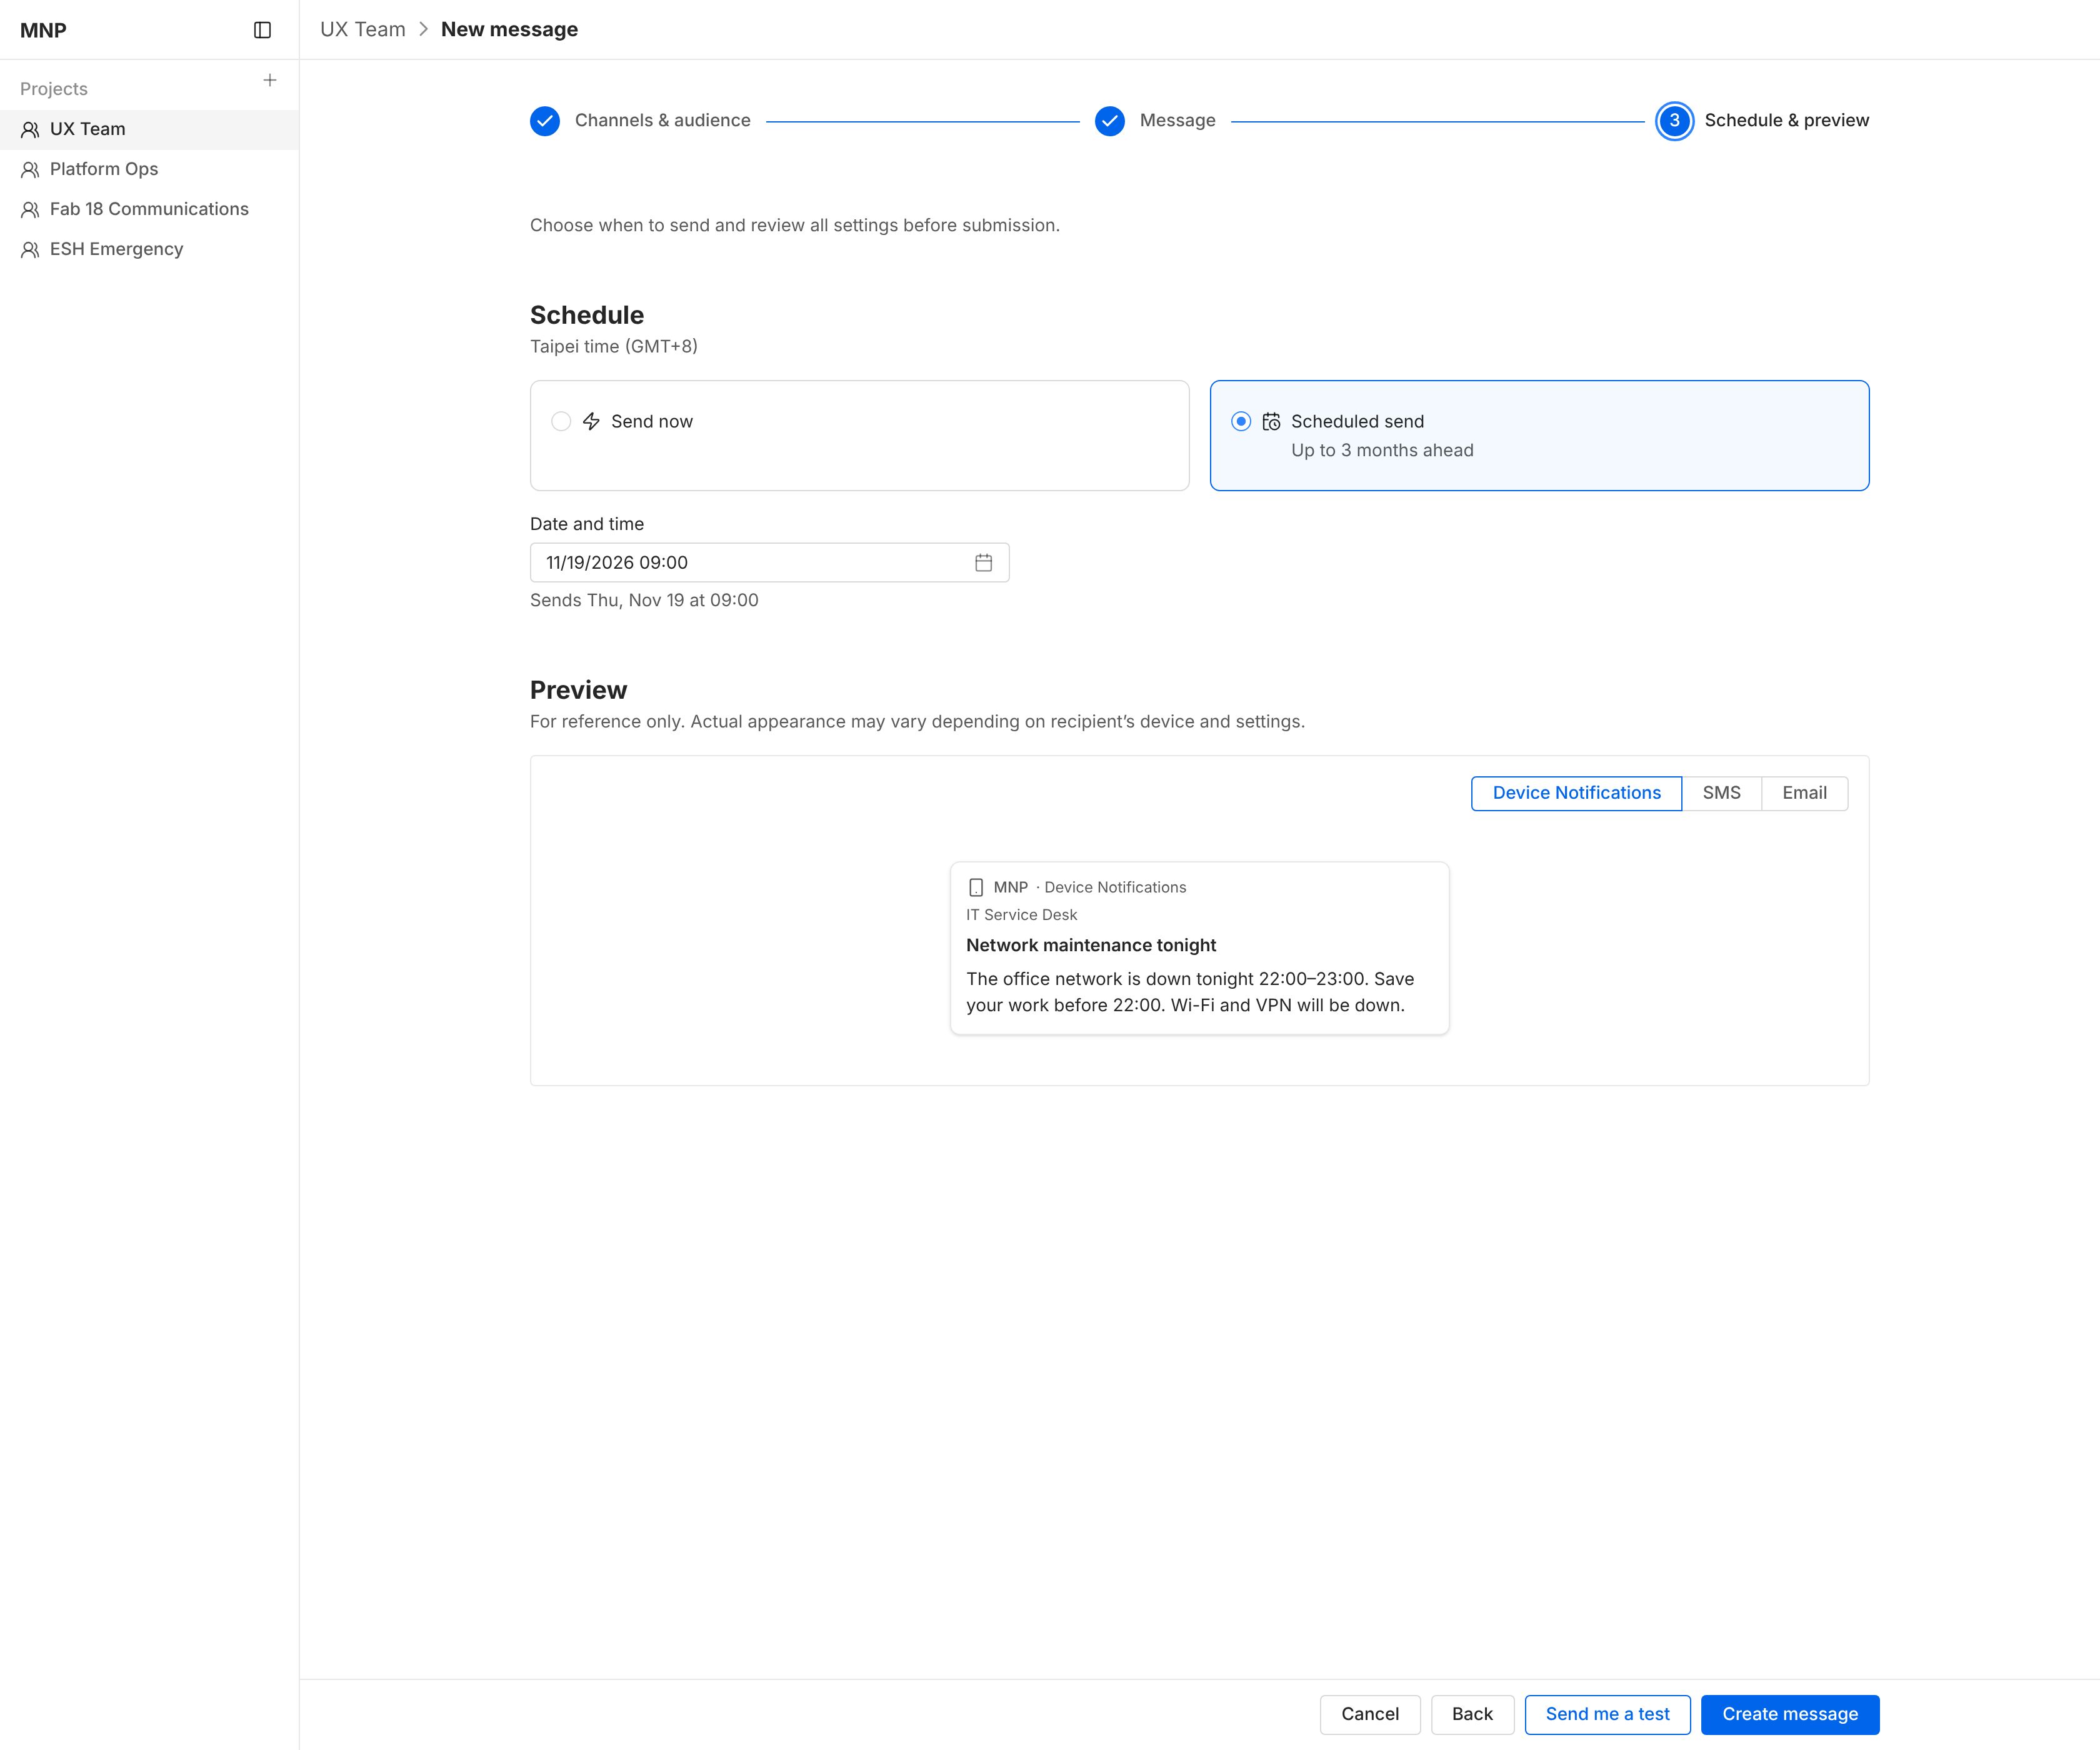 MNP
UX Team > New message
Projects
UX Team
Platform Ops
Fab 18 Communications
ESH Emergency
Channels & audience
Message
3 Schedule & preview
Choose when to send and review all settings before submission.
Schedule
Taipei time (GMT+8)
Send now
Scheduled send
Up to 3 months ahead
Date and time
11/19/2026 09:00
Sends Thu, Nov 19 at 09:00
Preview
For reference only. Actual appearance may vary depending on recipient’s device and settings.
Device Notifications SMS Email
MNP · Device Notifications
IT Service Desk
Network maintenance tonight
The office network is down tonight 22:00–23:00. Save
your work before 22:00. Wi-Fi and VPN will be down.
Cancel Back Send me a test Create message